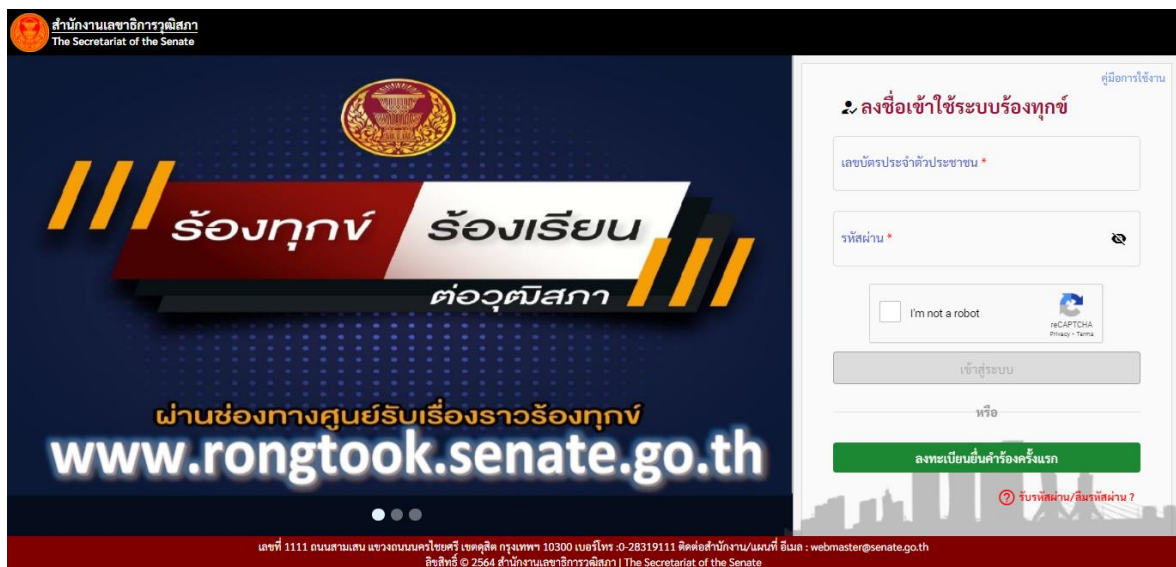 สำนักงานเลขาธิการวุฒิสภา
The Secretariat of the Senate
ร้องทุกข์ ร้องเรียน
ต่อวุฒิสภา
ผ่านช่องทางศูนย์รับเรื่องราวร้องทุกข์
www.rongtook.senate.go.th
คู่มือการใช้งาน
ลงชื่อเข้าใช้ระบบร้องทุกข์
เลขบัตรประจำตัวประชาชน *
รหัสผ่าน *
I'm not a robot
reCAPTCHA
Privacy - Terms
เข้าสู่ระบบ
หรือ
ลงทะเบียนยื่นคำร้องครั้งแรก
รับรหัสผ่าน/ลืมรหัสผ่าน ?
เลขที่ 1111 ถนนสามเสน แขวงถนนนครไชยศรี เขตดุสิต กรุงเทพฯ 10300 เบอร์โทร :0-28319111 ติดต่อสำนักงาน/แผนที่ อีเมล : webmaster@senate.go.th
ลิขสิทธิ์ © 2564 สำนักงานเลขาธิการวุฒิสภา | The Secretariat of the Senate